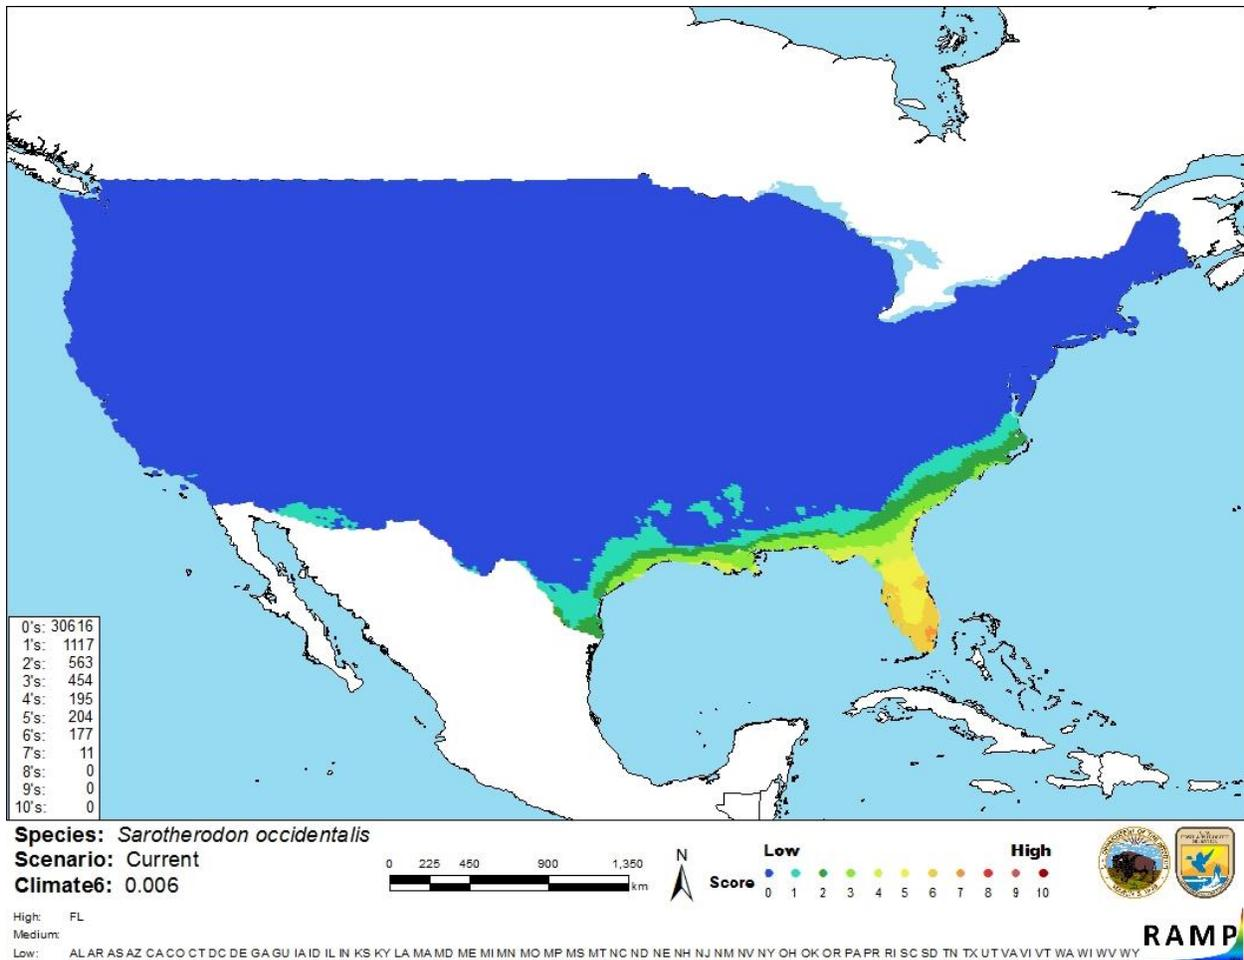 0's: 30616
1's: 1117
2's: 563
3's: 454
4's: 195
5's: 204
6's: 177
7's: 11
8's: 0
9's: 0
10's: 0
Species: Sarotherodon occidentalis
Scenario: Current
Climate6: 0.006
0 225 450 900 1,350
km
N
Low High
Score
0 1 2 3 4 5 6 7 8 9 10
High: FL
Medium:
Low: AL AR AS AZ CA CO CT DC DE GA GU IA ID IL IN KS KY LA MA MD ME MI MN MO MP MS MT NC ND NE NH NJ NM NV NY OH OK OR PA PR RI SC SD TN TX UT VA VI VT WA WI WV WY
RAMP